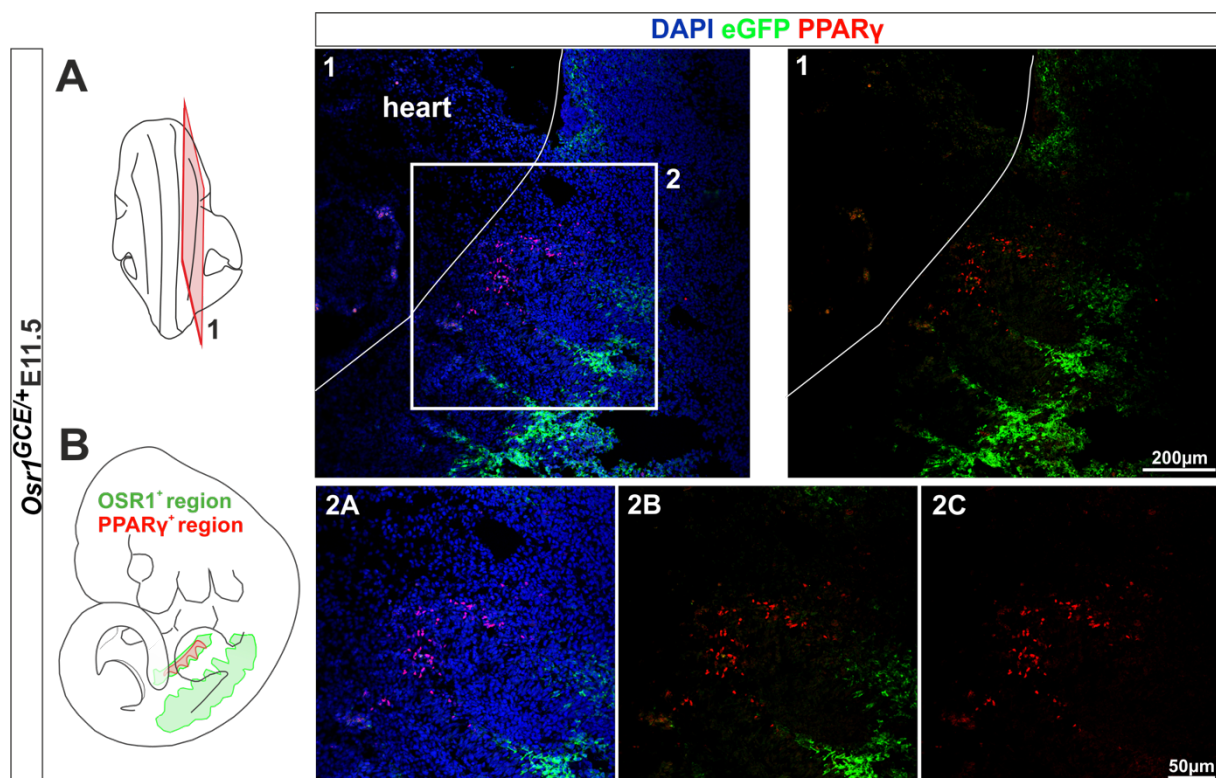 DAPI eGFP PPARγ
Osr1GCE/+E11.5
A
1
B
OSR1+ region
PPARγ+ region
1
heart
2
1
200µm
2A
2B
2C
50µm